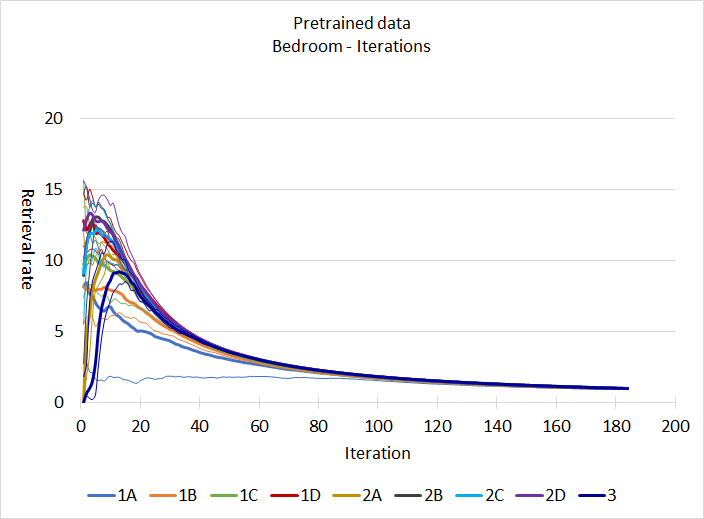 Pretrained data
Bedroom - Iterations
20
15
10
5
0
Retrieval rate
0 20 40 60 80 100 120 140 160 180 200
Iteration
1A 1B 1C 1D 2A 2B 2C 2D 3